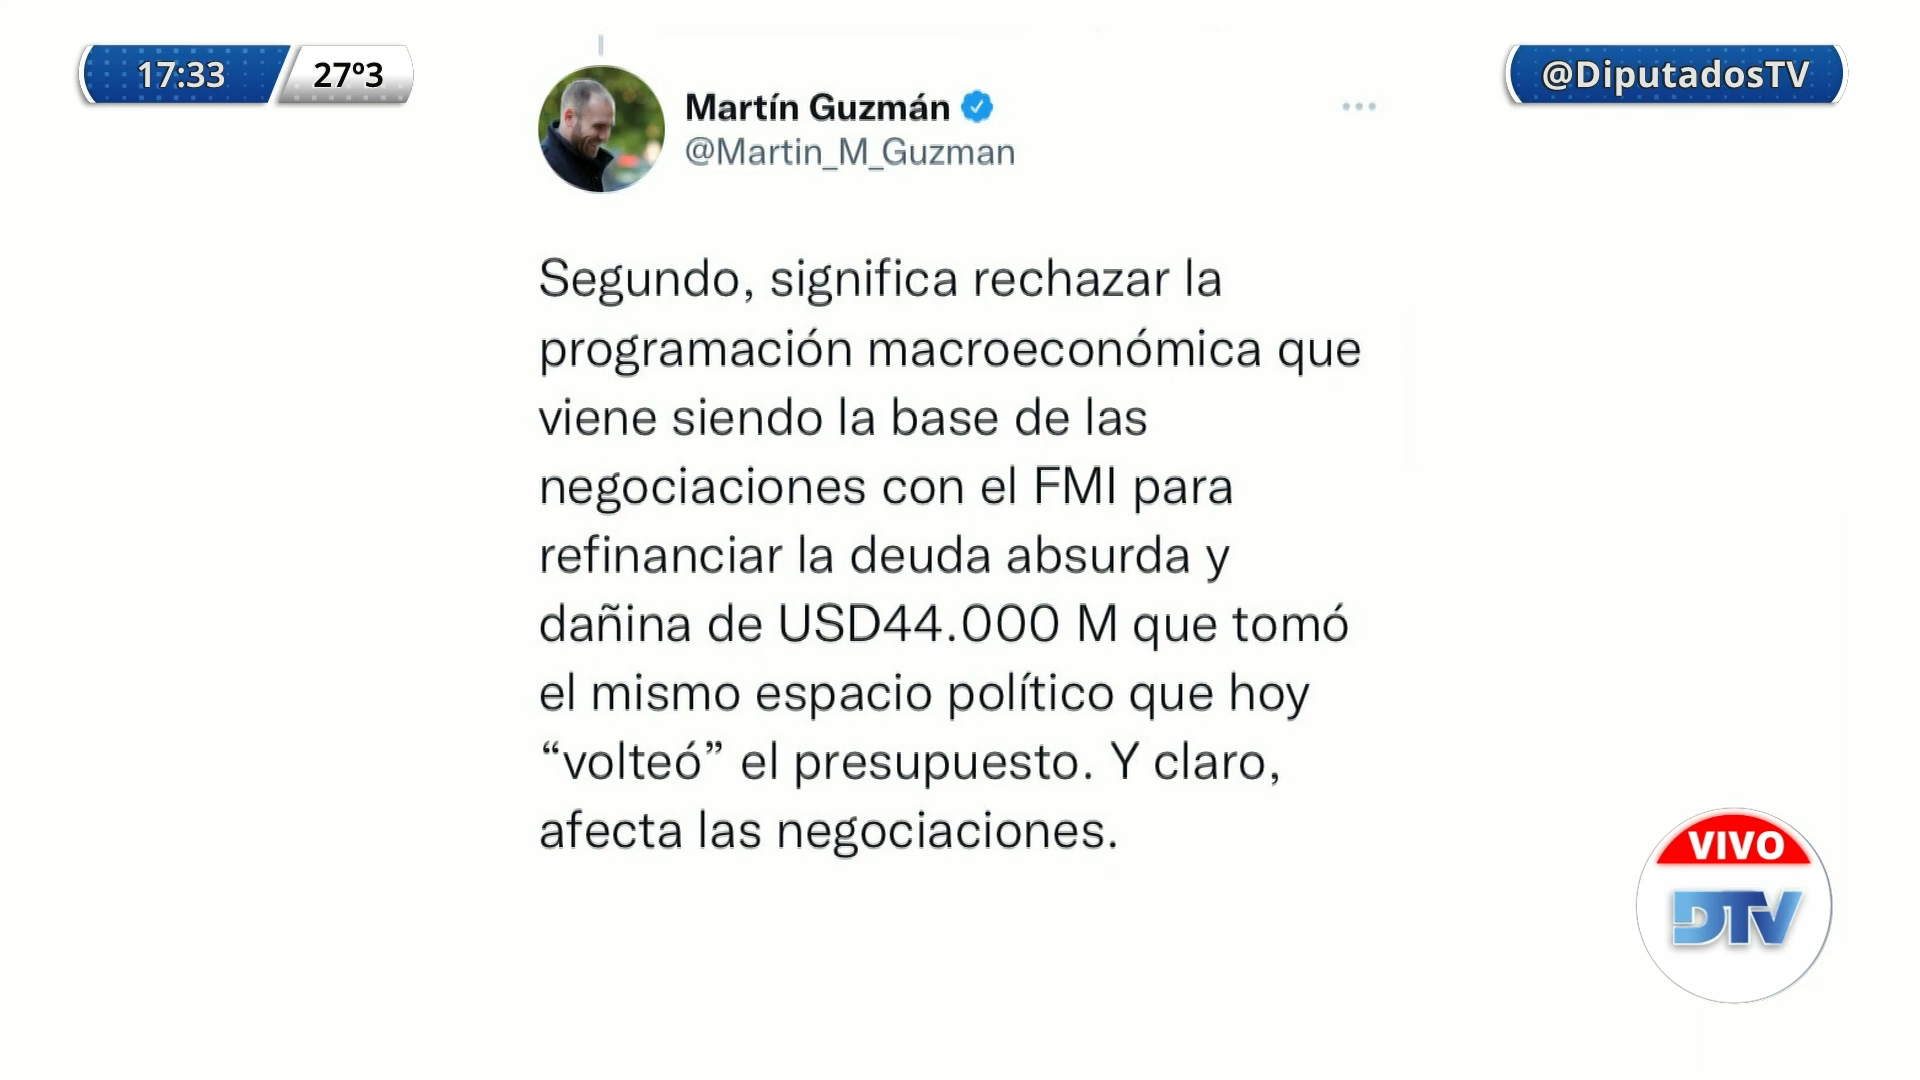 17:33
27º3
@DiputadosTV
Martín Guzmán
@Martin_M_Guzman
Segundo, significa rechazar la
programación macroeconómica que
viene siendo la base de las
negociaciones con el FMI para
refinanciar la deuda absurda y
dañina de USD44.000 M que tomó
el mismo espacio político que hoy
“volteó” el presupuesto. Y claro,
afecta las negociaciones.
VIVO
DTV